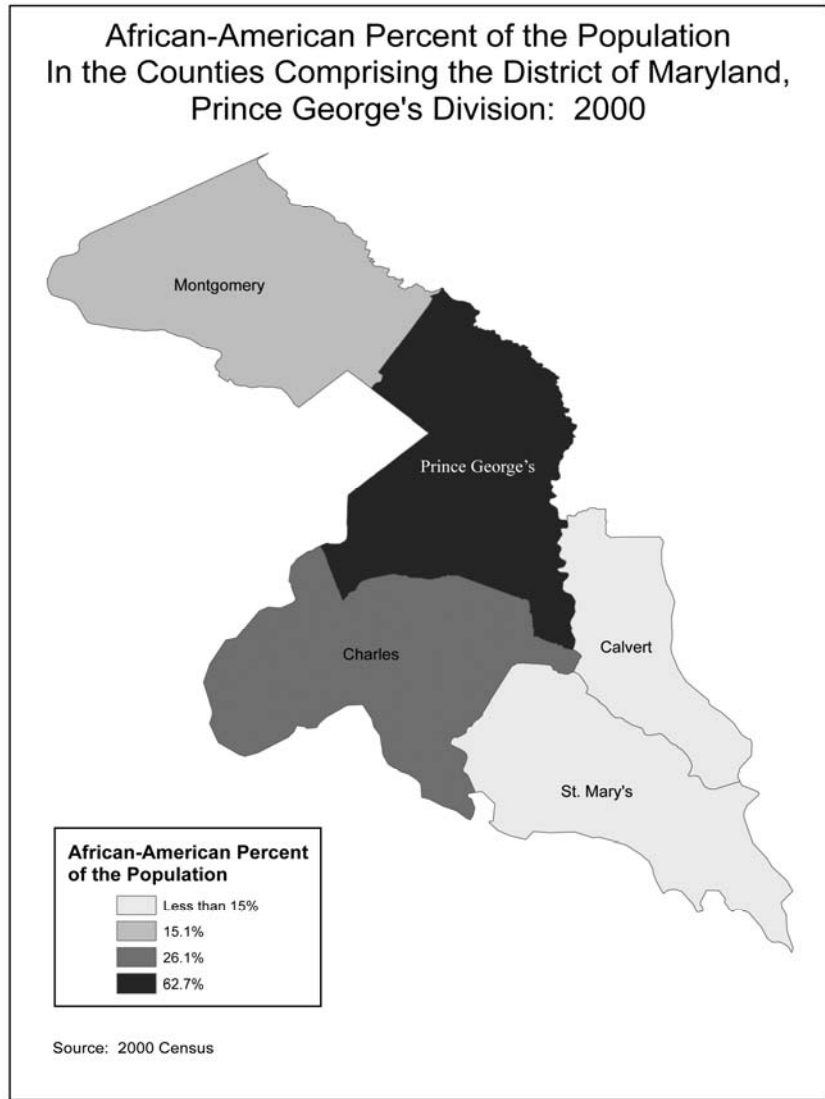 African-American Percent of the Population
In the Counties Comprising the District of Maryland,
Prince George's Division:  2000
Montgomery
Prince George’s
Charles
Calvert
St. Mary's
African-American Percent
of the Population
Less than 15%
15.1%
26.1%
62.7%
Source:  2000 Census